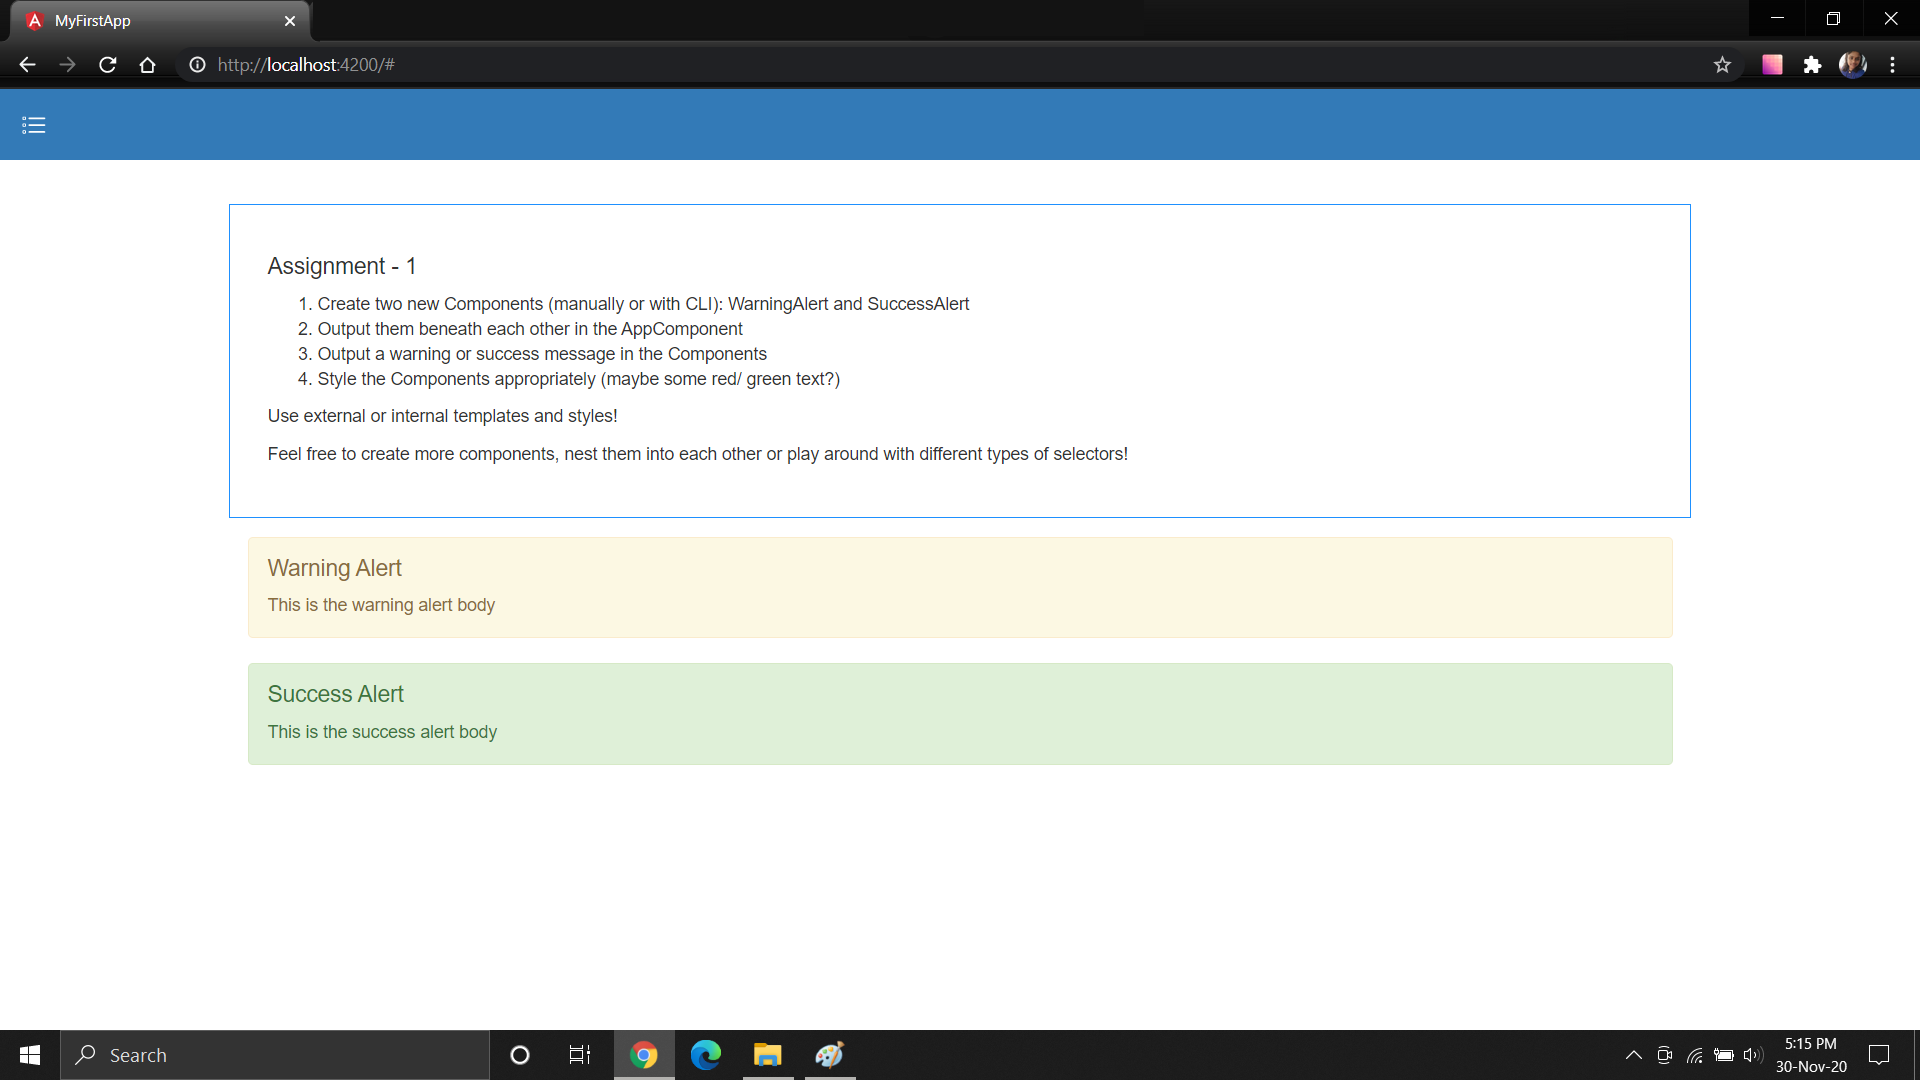 MyFirstApp
http://localhost:4200/#
Assignment - 1
1. Create two new Components (manually or with CLI): WarningAlert and SuccessAlert
2. Output them beneath each other in the AppComponent
3. Output a warning or success message in the Components
4. Style the Components appropriately (maybe some red/ green text?)
Use external or internal templates and styles!
Feel free to create more components, nest them into each other or play around with different types of selectors!
Warning Alert
This is the warning alert body
Success Alert
This is the success alert body
Search
5:15 PM
30-Nov-20